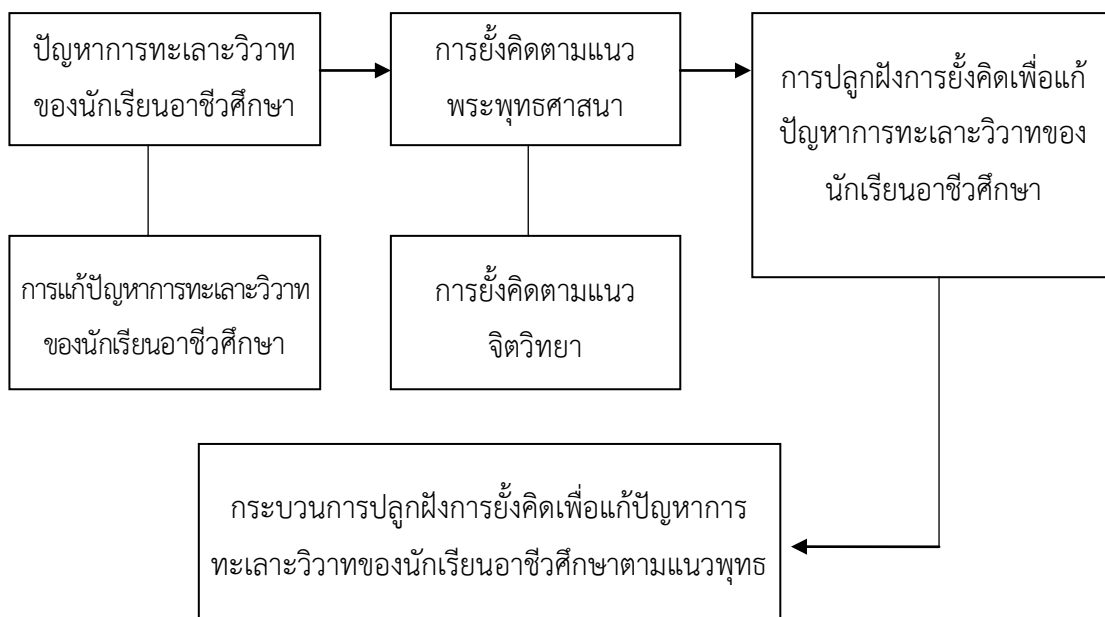 ปัญหาการทะเลาะวิวาท
ของนักเรียนอาชีวศึกษา
การยั้งคิดตามแนว
พระพุทธศาสนา
การปลูกฝังการยั้งคิดเพื่อแก้
ปัญหาการทะเลาะวิวาทของ
นักเรียนอาชีวศึกษา
การแก้ปัญหาการทะเลาะวิวาท
ของนักเรียนอาชีวศึกษา
การยั้งคิดตามแนว
จิตวิทยา
กระบวนการปลูกฝังการยั้งคิดเพื่อแก้ปัญหาการ
ทะเลาะวิวาทของนักเรียนอาชีวศึกษาตามแนวพุทธ